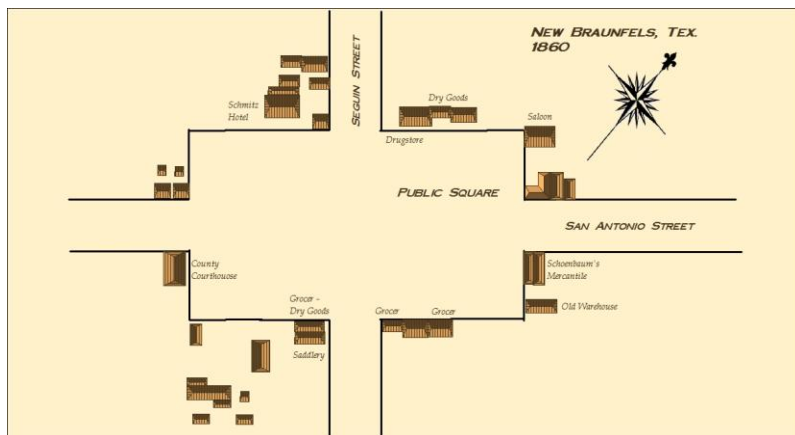 NEW BRAUNFELS, TEX.
1860
SEGUIN STREET
Schmitz
Hotel
Dry Goods
Drugstore
Saloon
PUBLIC SQUARE
SAN ANTONIO STREET
County
Courthouose
Schoenbaum's
Mercantile
Grocer -
Dry Goods
Grocer
Grocer
Old Warehouse
Saddlery